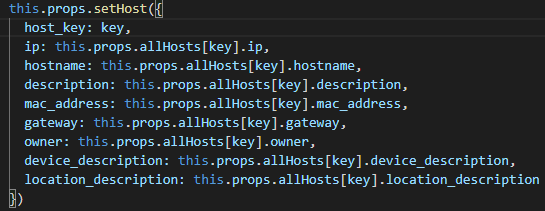 this.props.setHost({
host_key: key,
ip: this.props.allHosts[key].ip,
hostname: this.props.allHosts[key].hostname,
description: this.props.allHosts[key].description,
mac_address: this.props.allHosts[key].mac_address,
gateway: this.props.allHosts[key].gateway,
owner: this.props.allHosts[key].owner,
device_description: this.props.allHosts[key].device_description,
location_description: this.props.allHosts[key].location_description
})